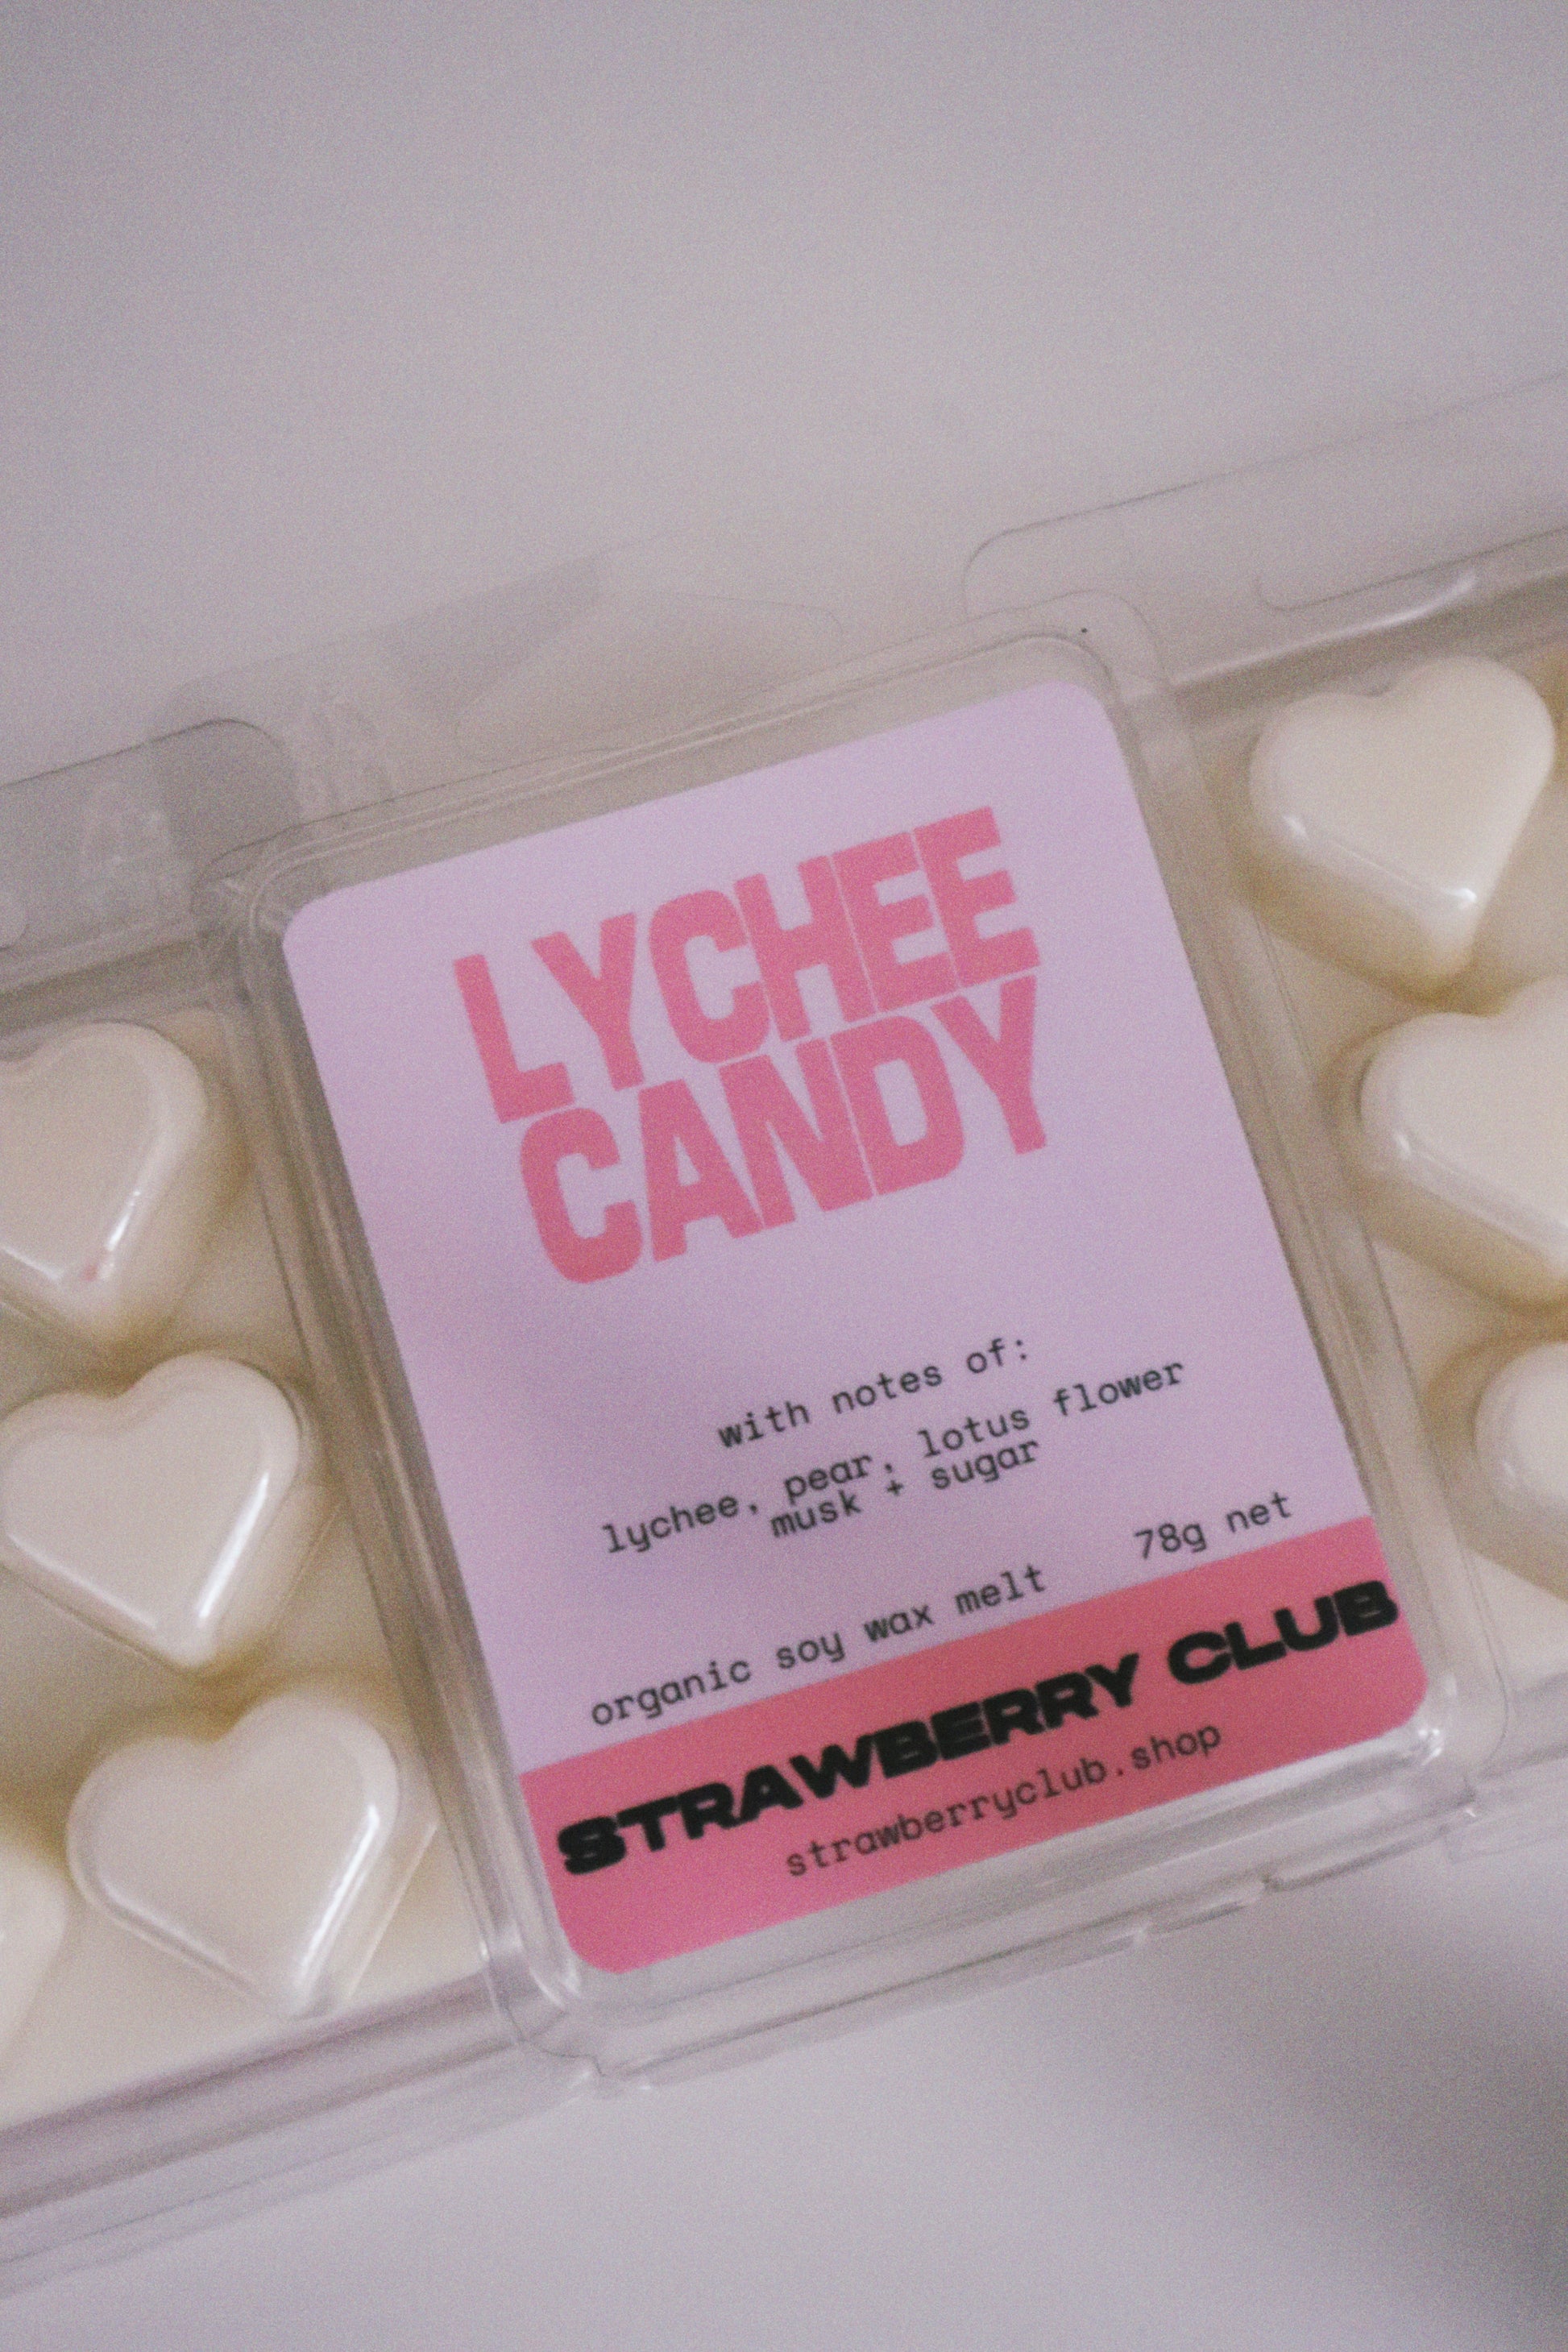 LYCHEE
CANDY
with notes of:
lychee, pear, lotus flower
musk + sugar
organic soy wax melt 78g net
STRAWBERRY CLUB
strawberryclub.shop